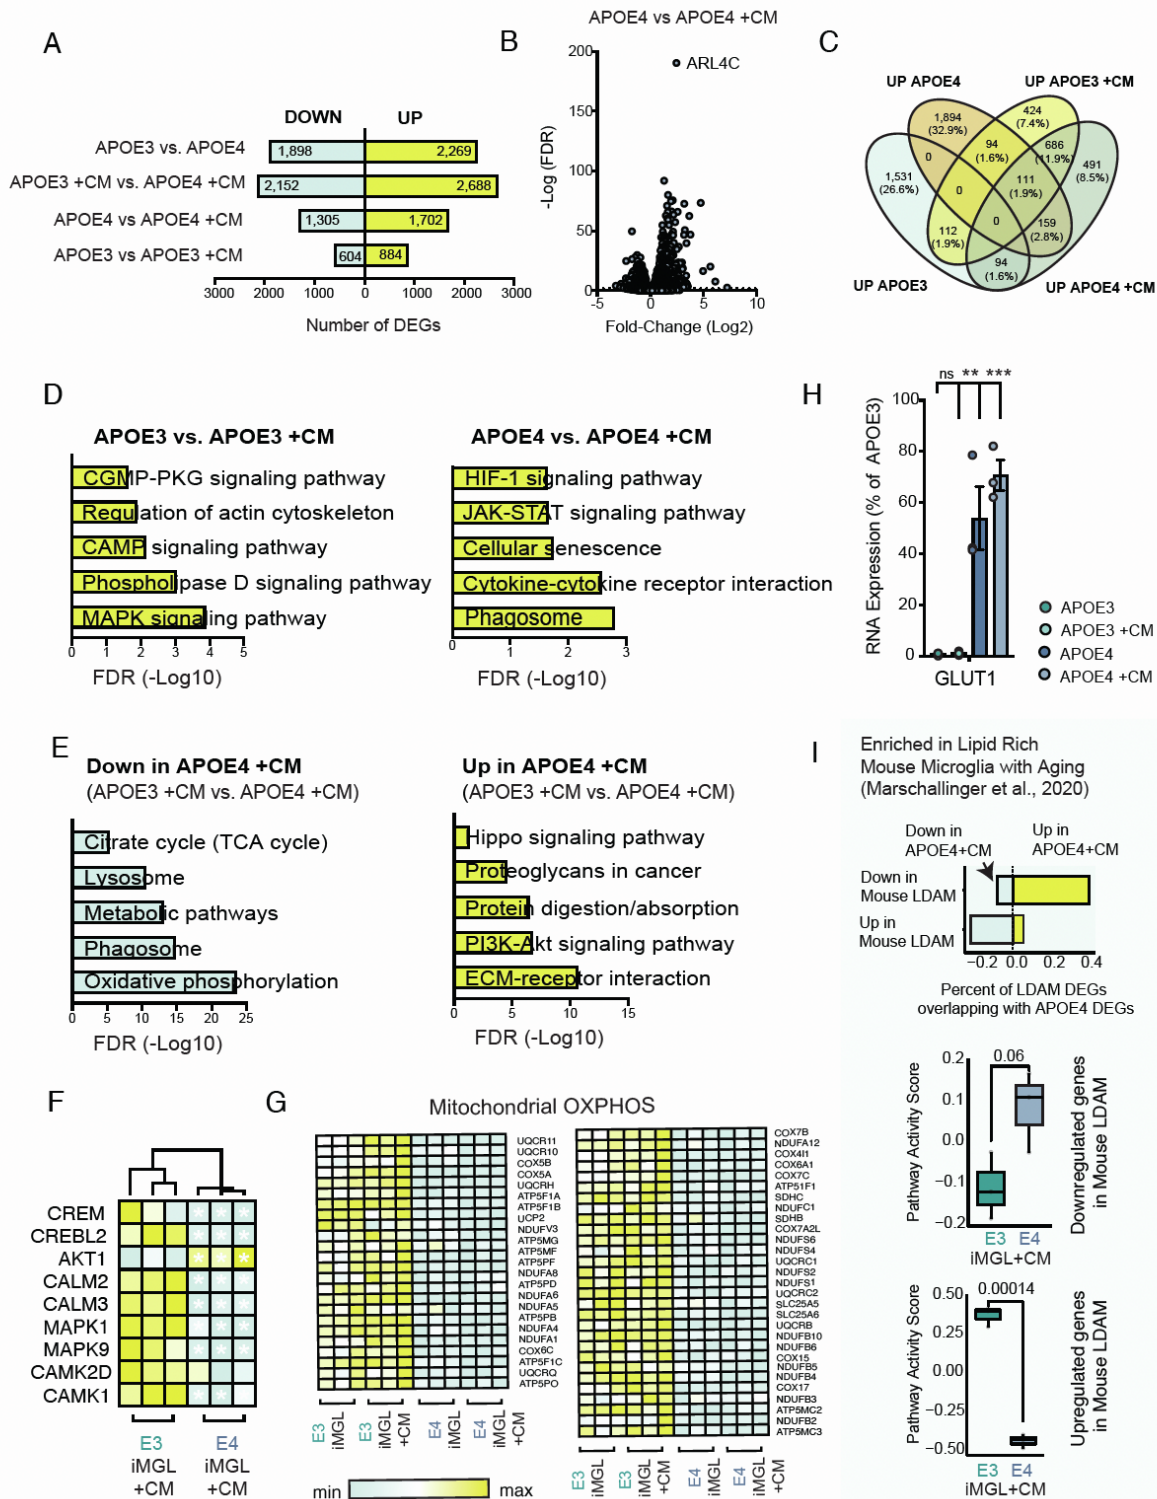 A
DOWN UP
APOE3 vs. APOE4
1,898 2,269
APOE3 +CM vs. APOE4 +CM
2,152 2,688
APOE4 vs APOE4 +CM
1,305 1,702
APOE3 vs APOE3 +CM
604 884
3000 2000 1000 0 1000 2000 3000
Number of DEGs
B
APOE4 vs APOE4 +CM
ARL4C
-Log (FDR)
200
150
100
50
0
-5 0 5 10
Fold-Change (Log2)
C
UP APOE4
UP APOE3 +CM
1,894
(32.9%)
424
(7.4%)
94
(1.6%)
686
(11.9%)
491
(8.5%)
0
1,531
(26.6%)
0
111
(1.9%)
0
159
(2.8%)
112
(1.9%)
94
(1.6%)
UP APOE3
UP APOE4 +CM
D
APOE3 vs. APOE3 +CM
CGMP-PKG signaling pathway
Regulation of actin cytoskeleton
CAMP signaling pathway
Phospholipase D signaling pathway
MAPK signaling pathway
0 1 2 3 4 5
FDR (-Log10)
APOE4 vs. APOE4 +CM
HIF-1 signaling pathway
JAK-STAT signaling pathway
Cellular senescence
Cytokine-cytokine receptor interaction
Phagosome
0 1 2 3
FDR (-Log10)
H
ns ** ***
RNA Expression (% of APOE3)
100
80
60
40
20
0
GLUT1
APOE3
APOE3 +CM
APOE4
APOE4 +CM
E
Down in APOE4 +CM
(APOE3 +CM vs. APOE4 +CM)
Citrate cycle (TCA cycle)
Lysosome
Metabolic pathways
Phagosome
Oxidative phosphorylation
0 5 10 15 20 25
FDR (-Log10)
Up in APOE4 +CM
(APOE3 +CM vs. APOE4 +CM)
Hippo signaling pathway
Proteoglycans in cancer
Protein digestion/absorption
PI3K-Akt signaling pathway
ECM-receptor interaction
0 5 10 15
FDR (-Log10)
I
Enriched in Lipid Rich
Mouse Microglia with Aging
(Marschallinger et al., 2020)
Down in
APOE4+CM
Up in
APOE4+CM
Down in
Mouse LDAM
Up in
Mouse LDAM
−0.2 0.0 0.2 0.4
Percent of LDAM DEGs
overlapping with APOE4 DEGs
Pathway Activity Score
0.2
0.1
0.0
−0.1
−0.2
0.06
E3 E4
iMGL+CM
Downregulated genes
in Mouse LDAM
Pathway Activity Score
0.50
0.25
0.00
−0.25
−0.50
0.00014
E3 E4
iMGL+CM
Upregulated genes
in Mouse LDAM
F
CREM
* * *
CREBL2
* * *
AKT1
* * *
CALM2
* * *
CALM3
* * *
MAPK1
* * *
MAPK9
* * *
CAMK2D
CAMK1
* *
E3
iMGL
+CM
E4
iMGL
+CM
G
Mitochondrial OXPHOS
UQCR11
UQCR10
COX5B
COX5A
UQCRH
ATP5F1A
ATP5F1B
UCP2
NDUFV3
ATP5MG
ATP5MF
ATP5PF
NDUFA8
ATP5PD
NDUFA6
NDUFA5
ATP5PB
NDUFA4
NDUFA1
COX6C
ATP5F1C
UQCRQ
ATP5PO
E3
iMGL
E3
iMGL
+CM
E4
iMGL
E4
iMGL
+CM
COX7B
NDUFA12
COX4I1
COX6A1
COX7C
ATP51F1
SDHC
NDUFC1
SDHB
COX7A2L
NDUFS6
NDUFS4
NDUFS2
NDUFS1
UQCRC2
SLC25A5
SLC25A6
UQCRB
NDUFB10
NDUFB6
COX15
NDUFB5
NDUFB4
COX17
NDUFB3
ATP5MC2
NDUFB2
ATP5MC3
E3
iMGL
E3
iMGL
+CM
E4
iMGL
E4
iMGL
+CM
min max